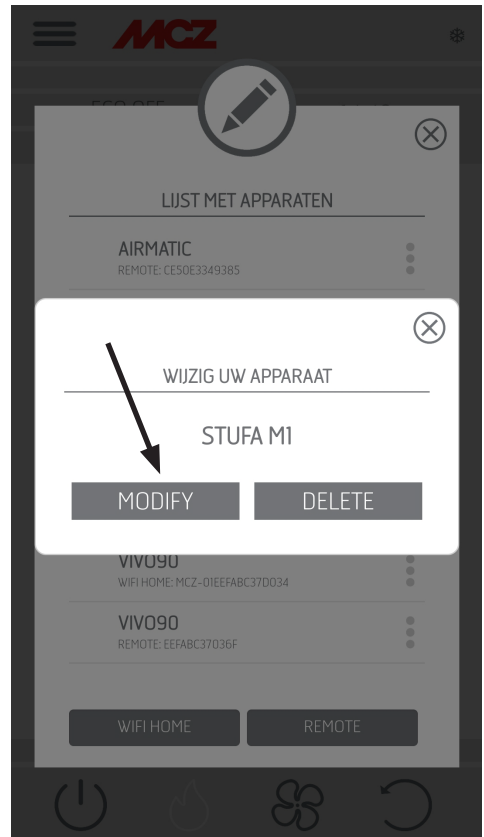 MCZ
LIJST MET APPARATEN
AIRMATIC
REMOTE: CE50E3349385
WIJZIG UW APPARAAT
STUFA M1
MODIFY DELETE
VIVO90
WIFI HOME: MCZ-01EEFABC37D034
VIVO90
REMOTE: EEFABC37036F
WIFI HOME REMOTE